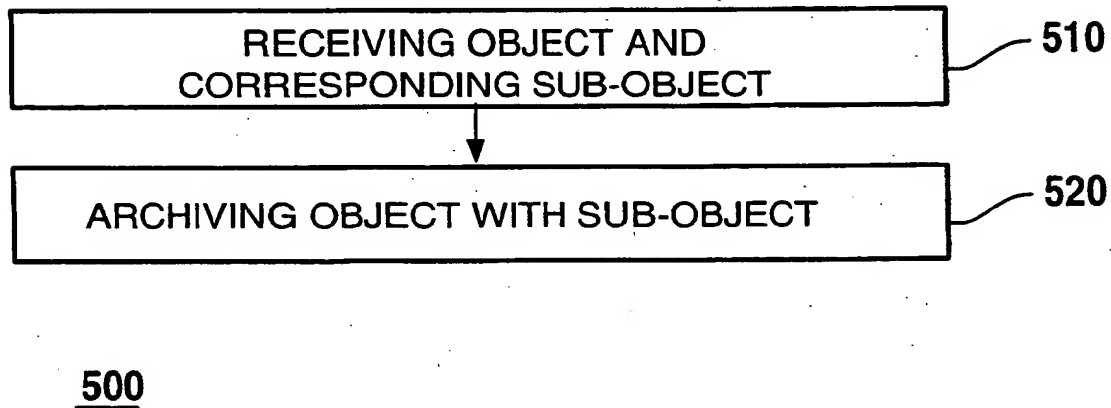 RECEIVING OBJECT AND
CORRESPONDING SUB-OBJECT
510
ARCHIVING OBJECT WITH SUB-OBJECT
520
500